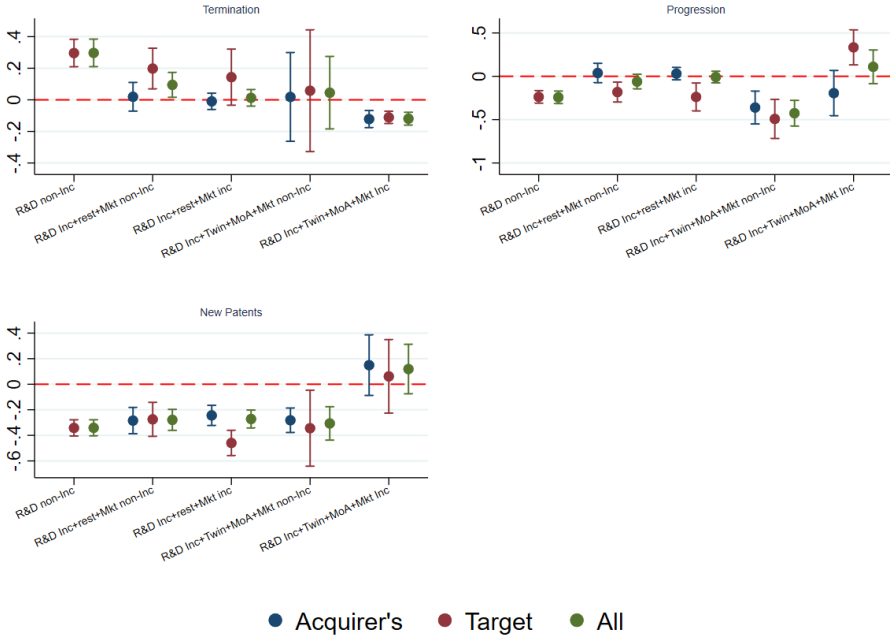 Termination
.4
.2
0
-.2
-.4
R&D non-Inc
R&D Inc+rest+Mkt non-Inc
R&D Inc+rest+Mkt inc
R&D Inc+Twin+MoA+Mkt non-Inc
R&D Inc+Twin+MoA+Mkt Inc
Progression
.5
0
-.5
-1
R&D non-Inc
R&D Inc+rest+Mkt non-Inc
R&D Inc+rest+Mkt inc
R&D Inc+Twin+MoA+Mkt non-Inc
R&D Inc+Twin+MoA+Mkt Inc
New Patents
.4
.2
0
-.2
-.4
-.6
R&D non-Inc
R&D Inc+rest+Mkt non-Inc
R&D Inc+rest+Mkt inc
R&D Inc+Twin+MoA+Mkt non-Inc
R&D Inc+Twin+MoA+Mkt Inc
Acquirer's Target All